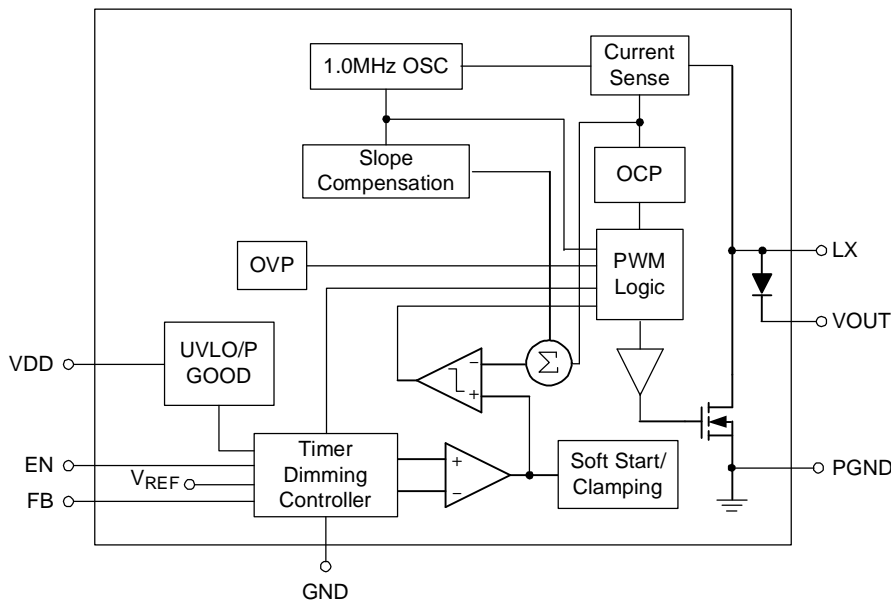 1.0MHz OSC
Current
Sense
Slope
Compensation
OCP
OVP
PWM
Logic
LX
VOUT
UVLO/P
GOOD
VDD
Σ
−
+
EN
VREF
FB
Timer
Dimming
Controller
+
−
Soft Start/
Clamping
PGND
GND